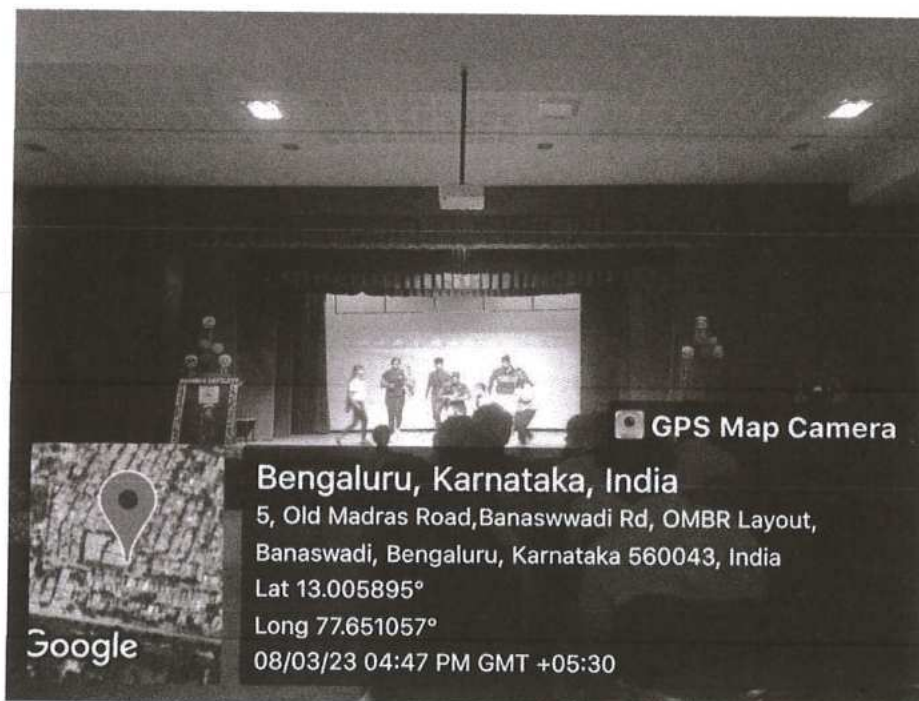 GPS Map Camera
Bengaluru, Karnataka, India
5, Old Madras Road,Banaswwadi Rd, OMBR Layout,
Banaswadi, Bengaluru, Karnataka 560043, India
Lat 13.005895°
Long 77.651057°
08/03/23 04:47 PM GMT +05:30
Google